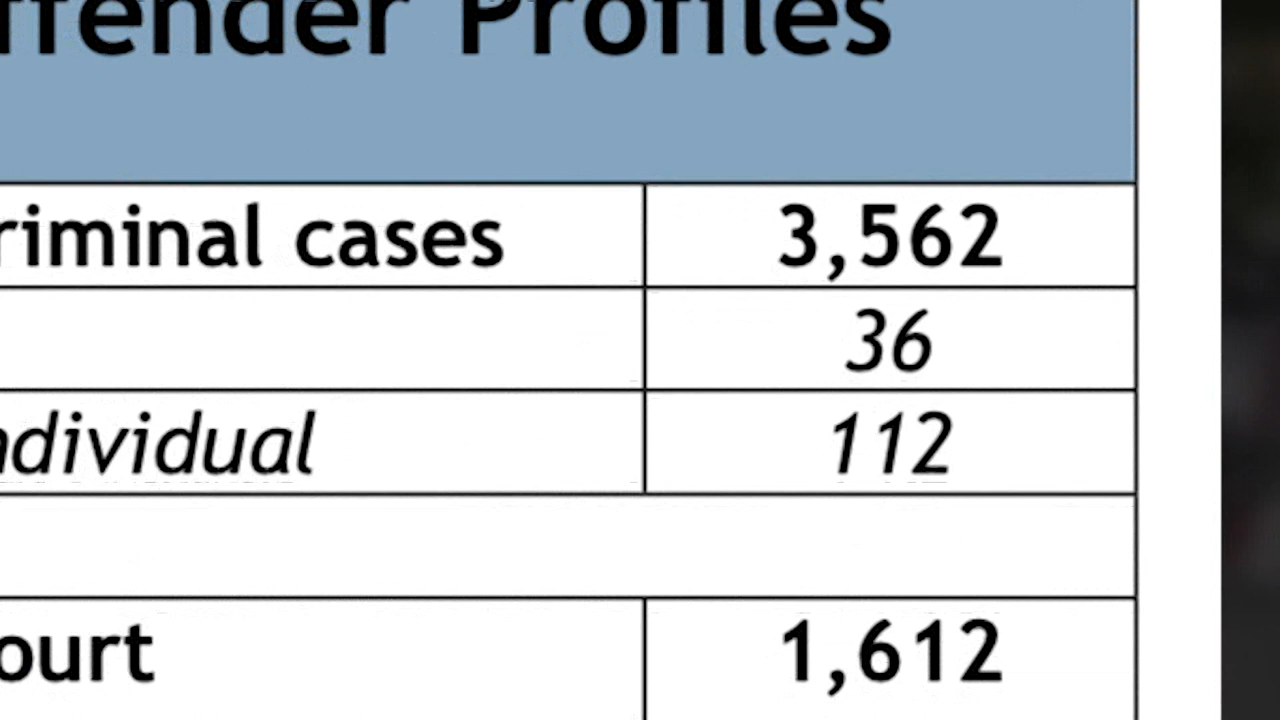 ffender Profiles
riminal cases 3,562
36
ndividual 112
ourt 1,612